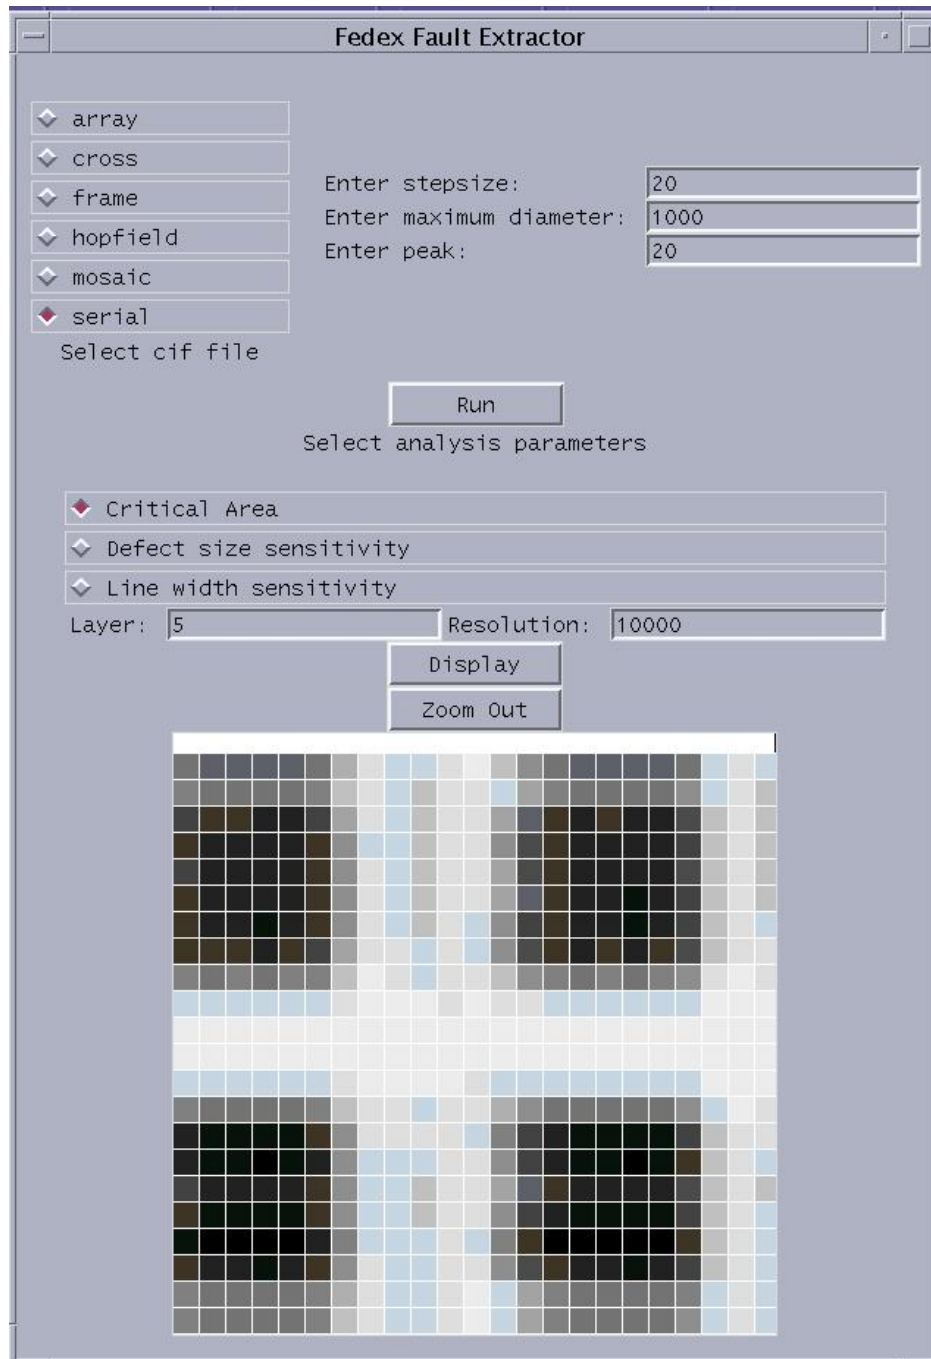 Fedex Fault Extractor
array
cross
frame
hopfield
mosaic
serial
Select cif file
Enter stepsize: 20
Enter maximum diameter: 1000
Enter peak: 20
Run
Select analysis parameters
Critical Area
Defect size sensitivity
Line width sensitivity
Layer: 5 Resolution: 10000
Display
Zoom Out